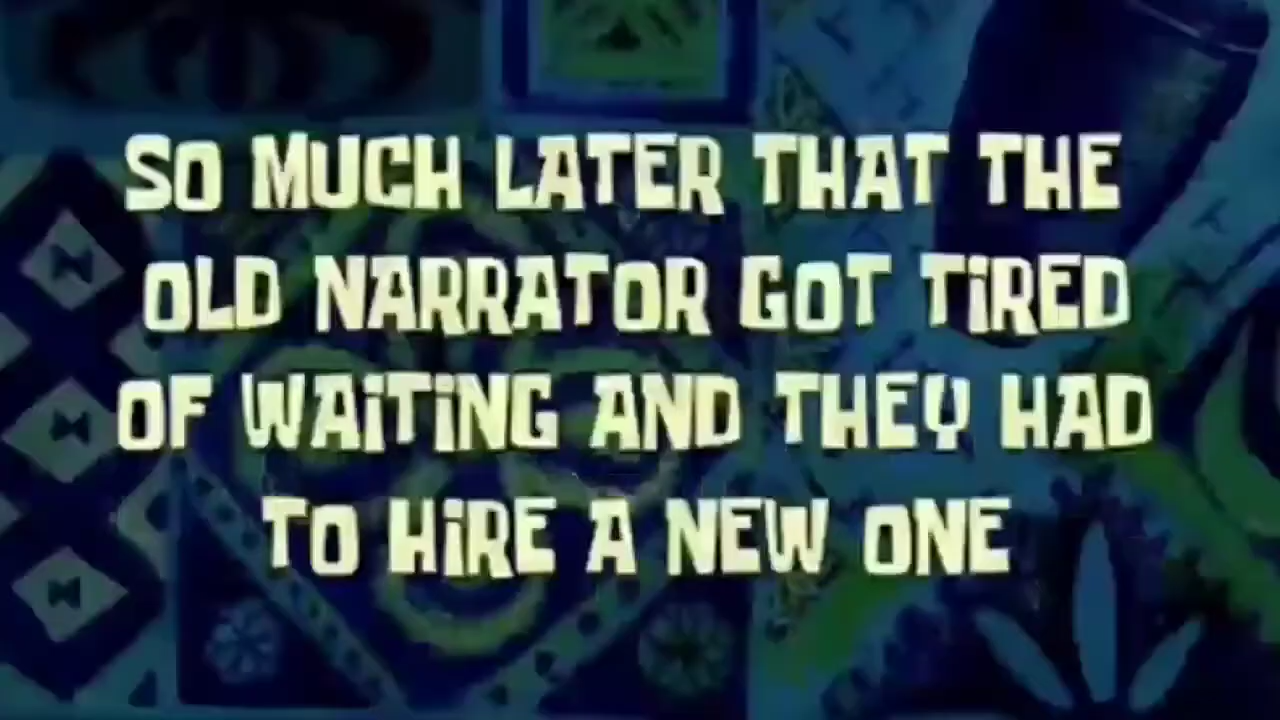 SO MUCH LATER THAT THE
OLD NARRATOR GOT TiRED
OF WAiTiNG AND THEY HAD
TO HiRE A NEW ONE